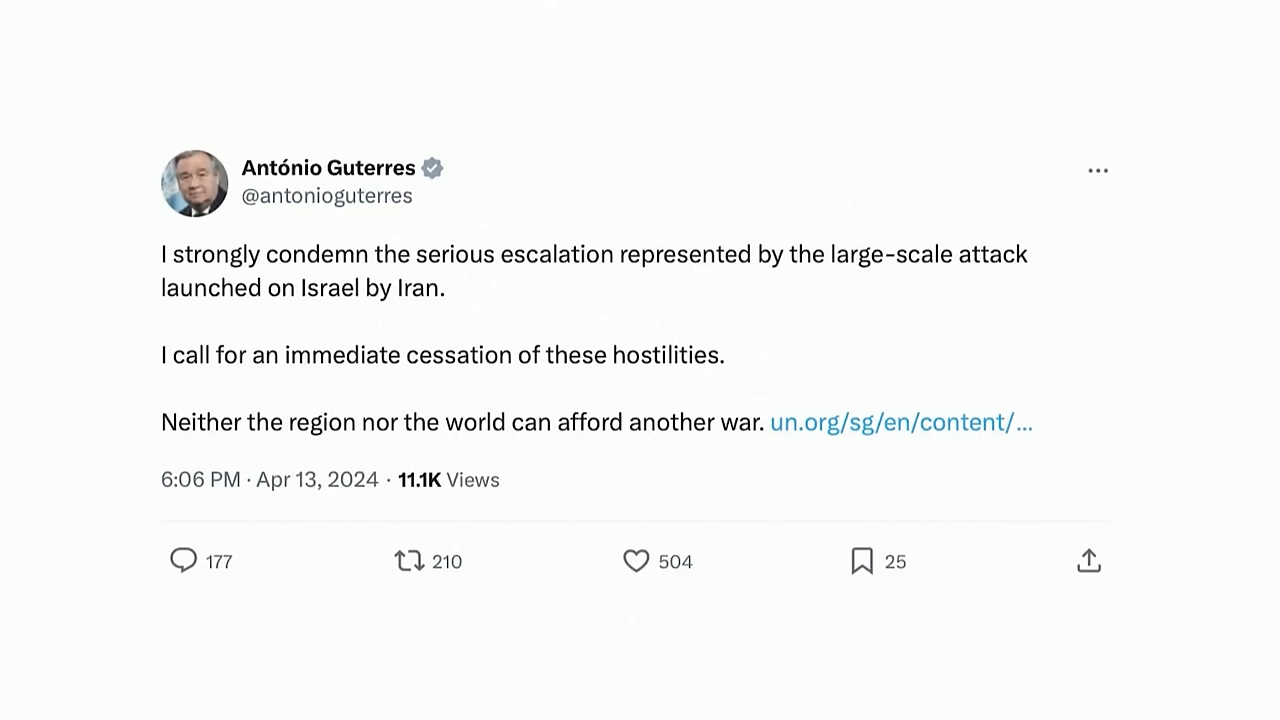 António Guterres
@antonioguterres
I strongly condemn the serious escalation represented by the large-scale attack
launched on Israel by Iran.
I call for an immediate cessation of these hostilities.
Neither the region nor the world can afford another war. un.org/sg/en/content/…
6:06 PM · Apr 13, 2024 · 11.1K Views
177 210 504 25